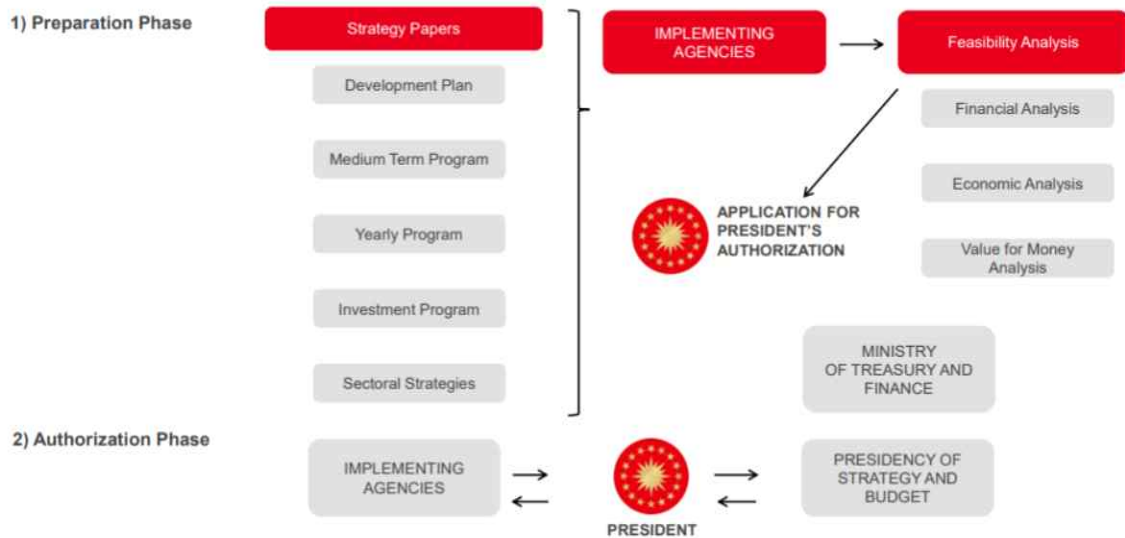 1) Preparation Phase
Strategy Papers
Development Plan
Medium Term Program
Yearly Program
Investment Program
Sectoral Strategies
IMPLEMENTING
AGENCIES
Feasibility Analysis
Financial Analysis
Economic Analysis
Value for Money
Analysis
APPLICATION FOR
PRESIDENT'S
AUTHORIZATION
2) Authorization Phase
IMPLEMENTING
AGENCIES
PRESIDENT
MINISTRY
OF TREASURY AND
FINANCE
PRESIDENCY OF
STRATEGY AND
BUDGET